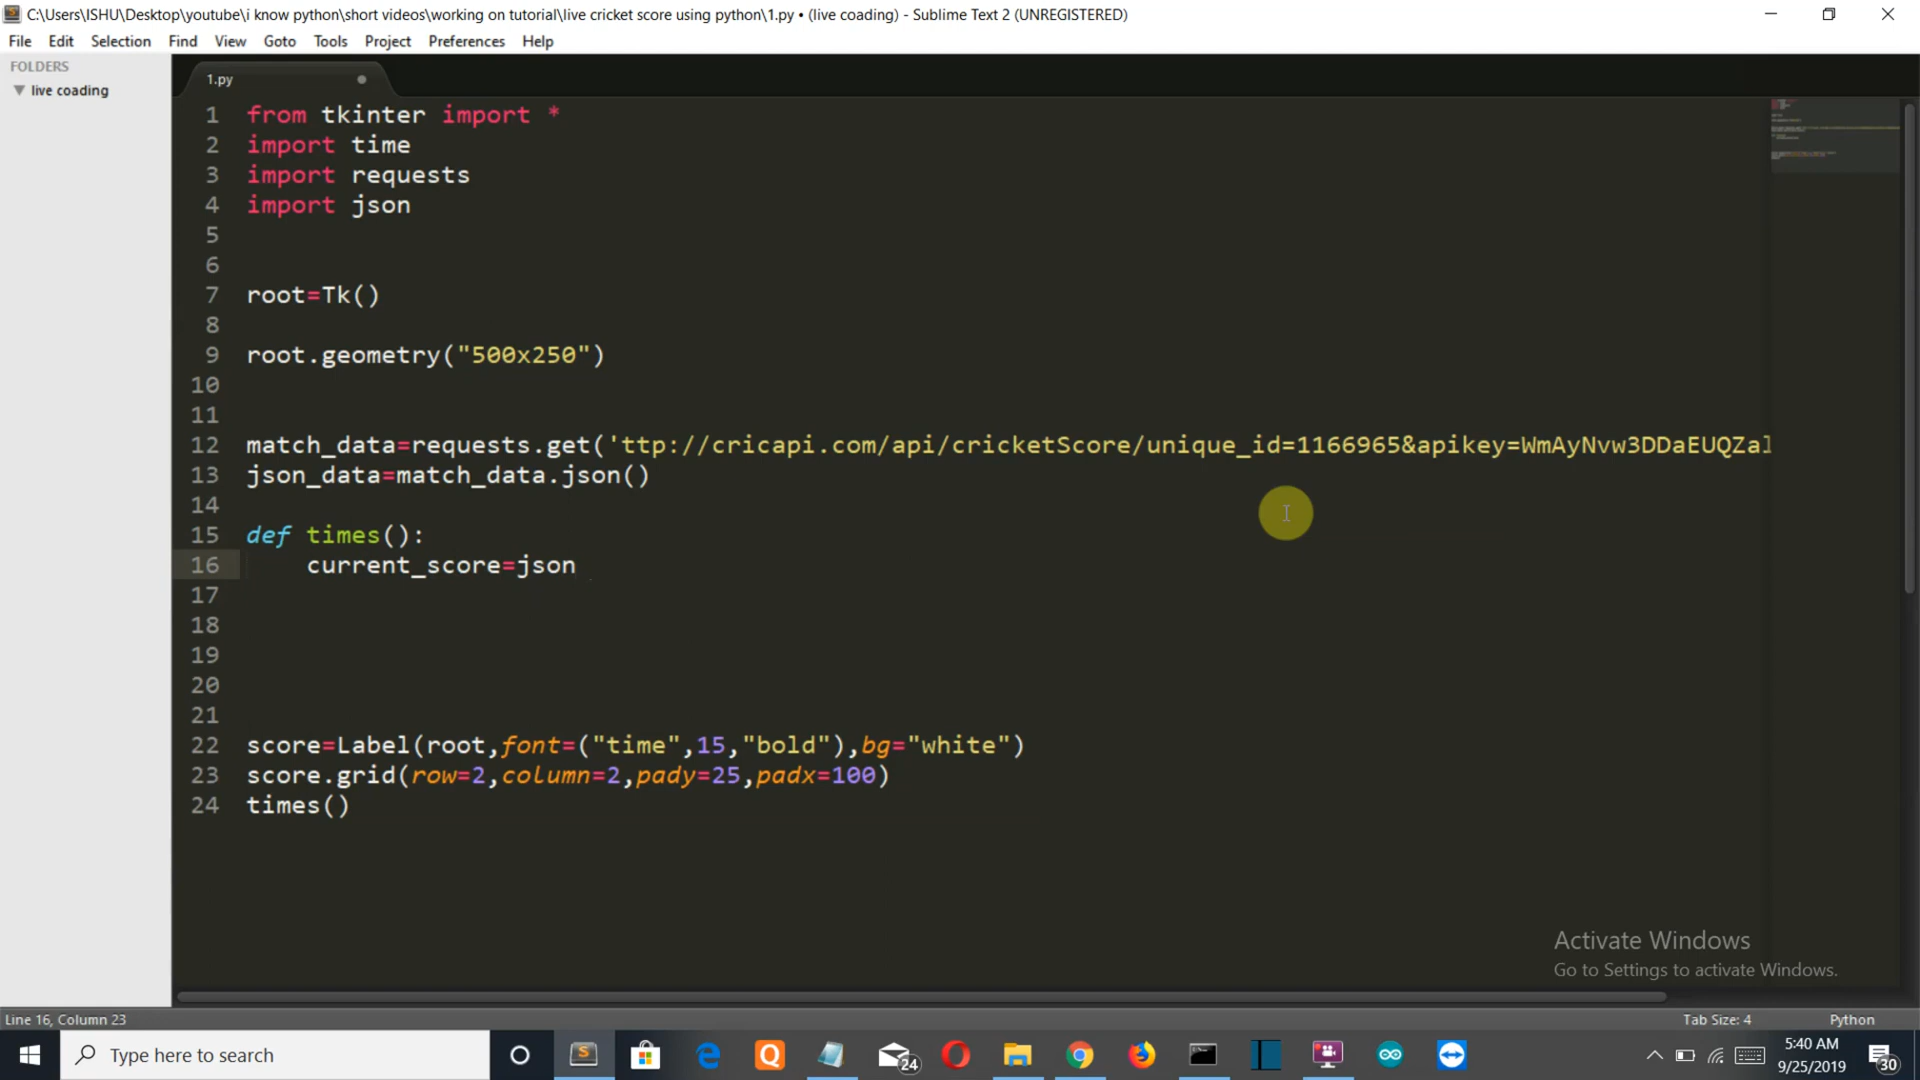 C:\Users\ISHU\Desktop\youtube\i know python\short videos\working on tutorial\live cricket score using python\1.py • (live coading) - Sublime Text 2 (UNREGISTERED)
File Edit Selection Find View Goto Tools Project Preferences Help
FOLDERS
live coading
1.py
1 from tkinter import *
2 import time
3 import requests
4 import json
5
6
7 root=Tk()
8
9 root.geometry("500x250")
10
11
12 match_data=requests.get('ttp://cricapi.com/api/cricketScore/unique_id=1166965&apikey=WmAyNvw3DDaEUQZal
13 json_data=match_data.json()
14
15 def times():
16 current_score=json
17
18
19
20
21
22 score=Label(root,font=("time",15,"bold"),bg="white")
23 score.grid(row=2,column=2,pady=25,padx=100)
24 times()
Activate Windows
Go to Settings to activate Windows.
Line 16, Column 23
Tab Size: 4
Python
Type here to search
24
5:40 AM
9/25/2019
30